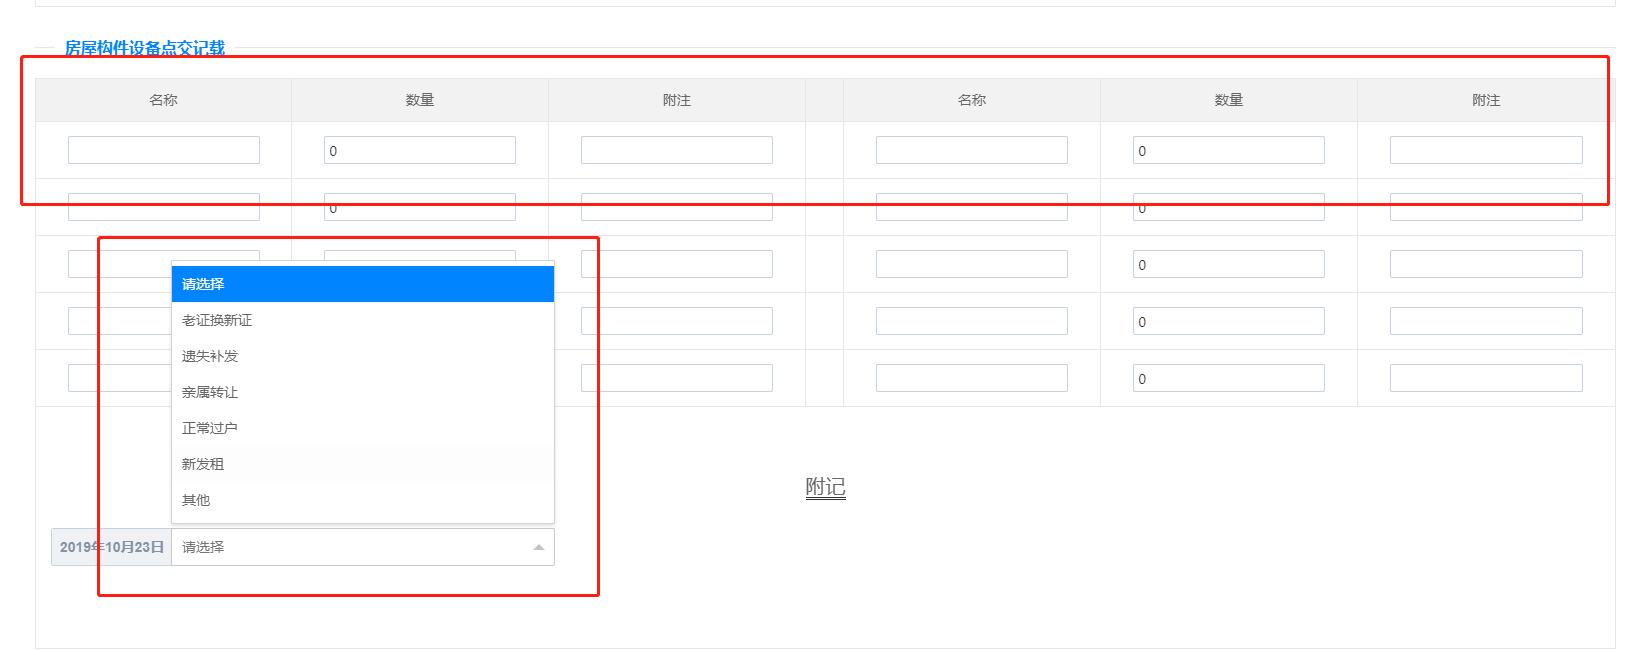 房屋构件设备点交记载
名称 数量 附注 名称 数量 附注
0 0
0 0
0
请选择
老证换新证
0
遗失补发
0
亲属转让
正常过户
新发租
附记
其他
2019年10月23日 请选择